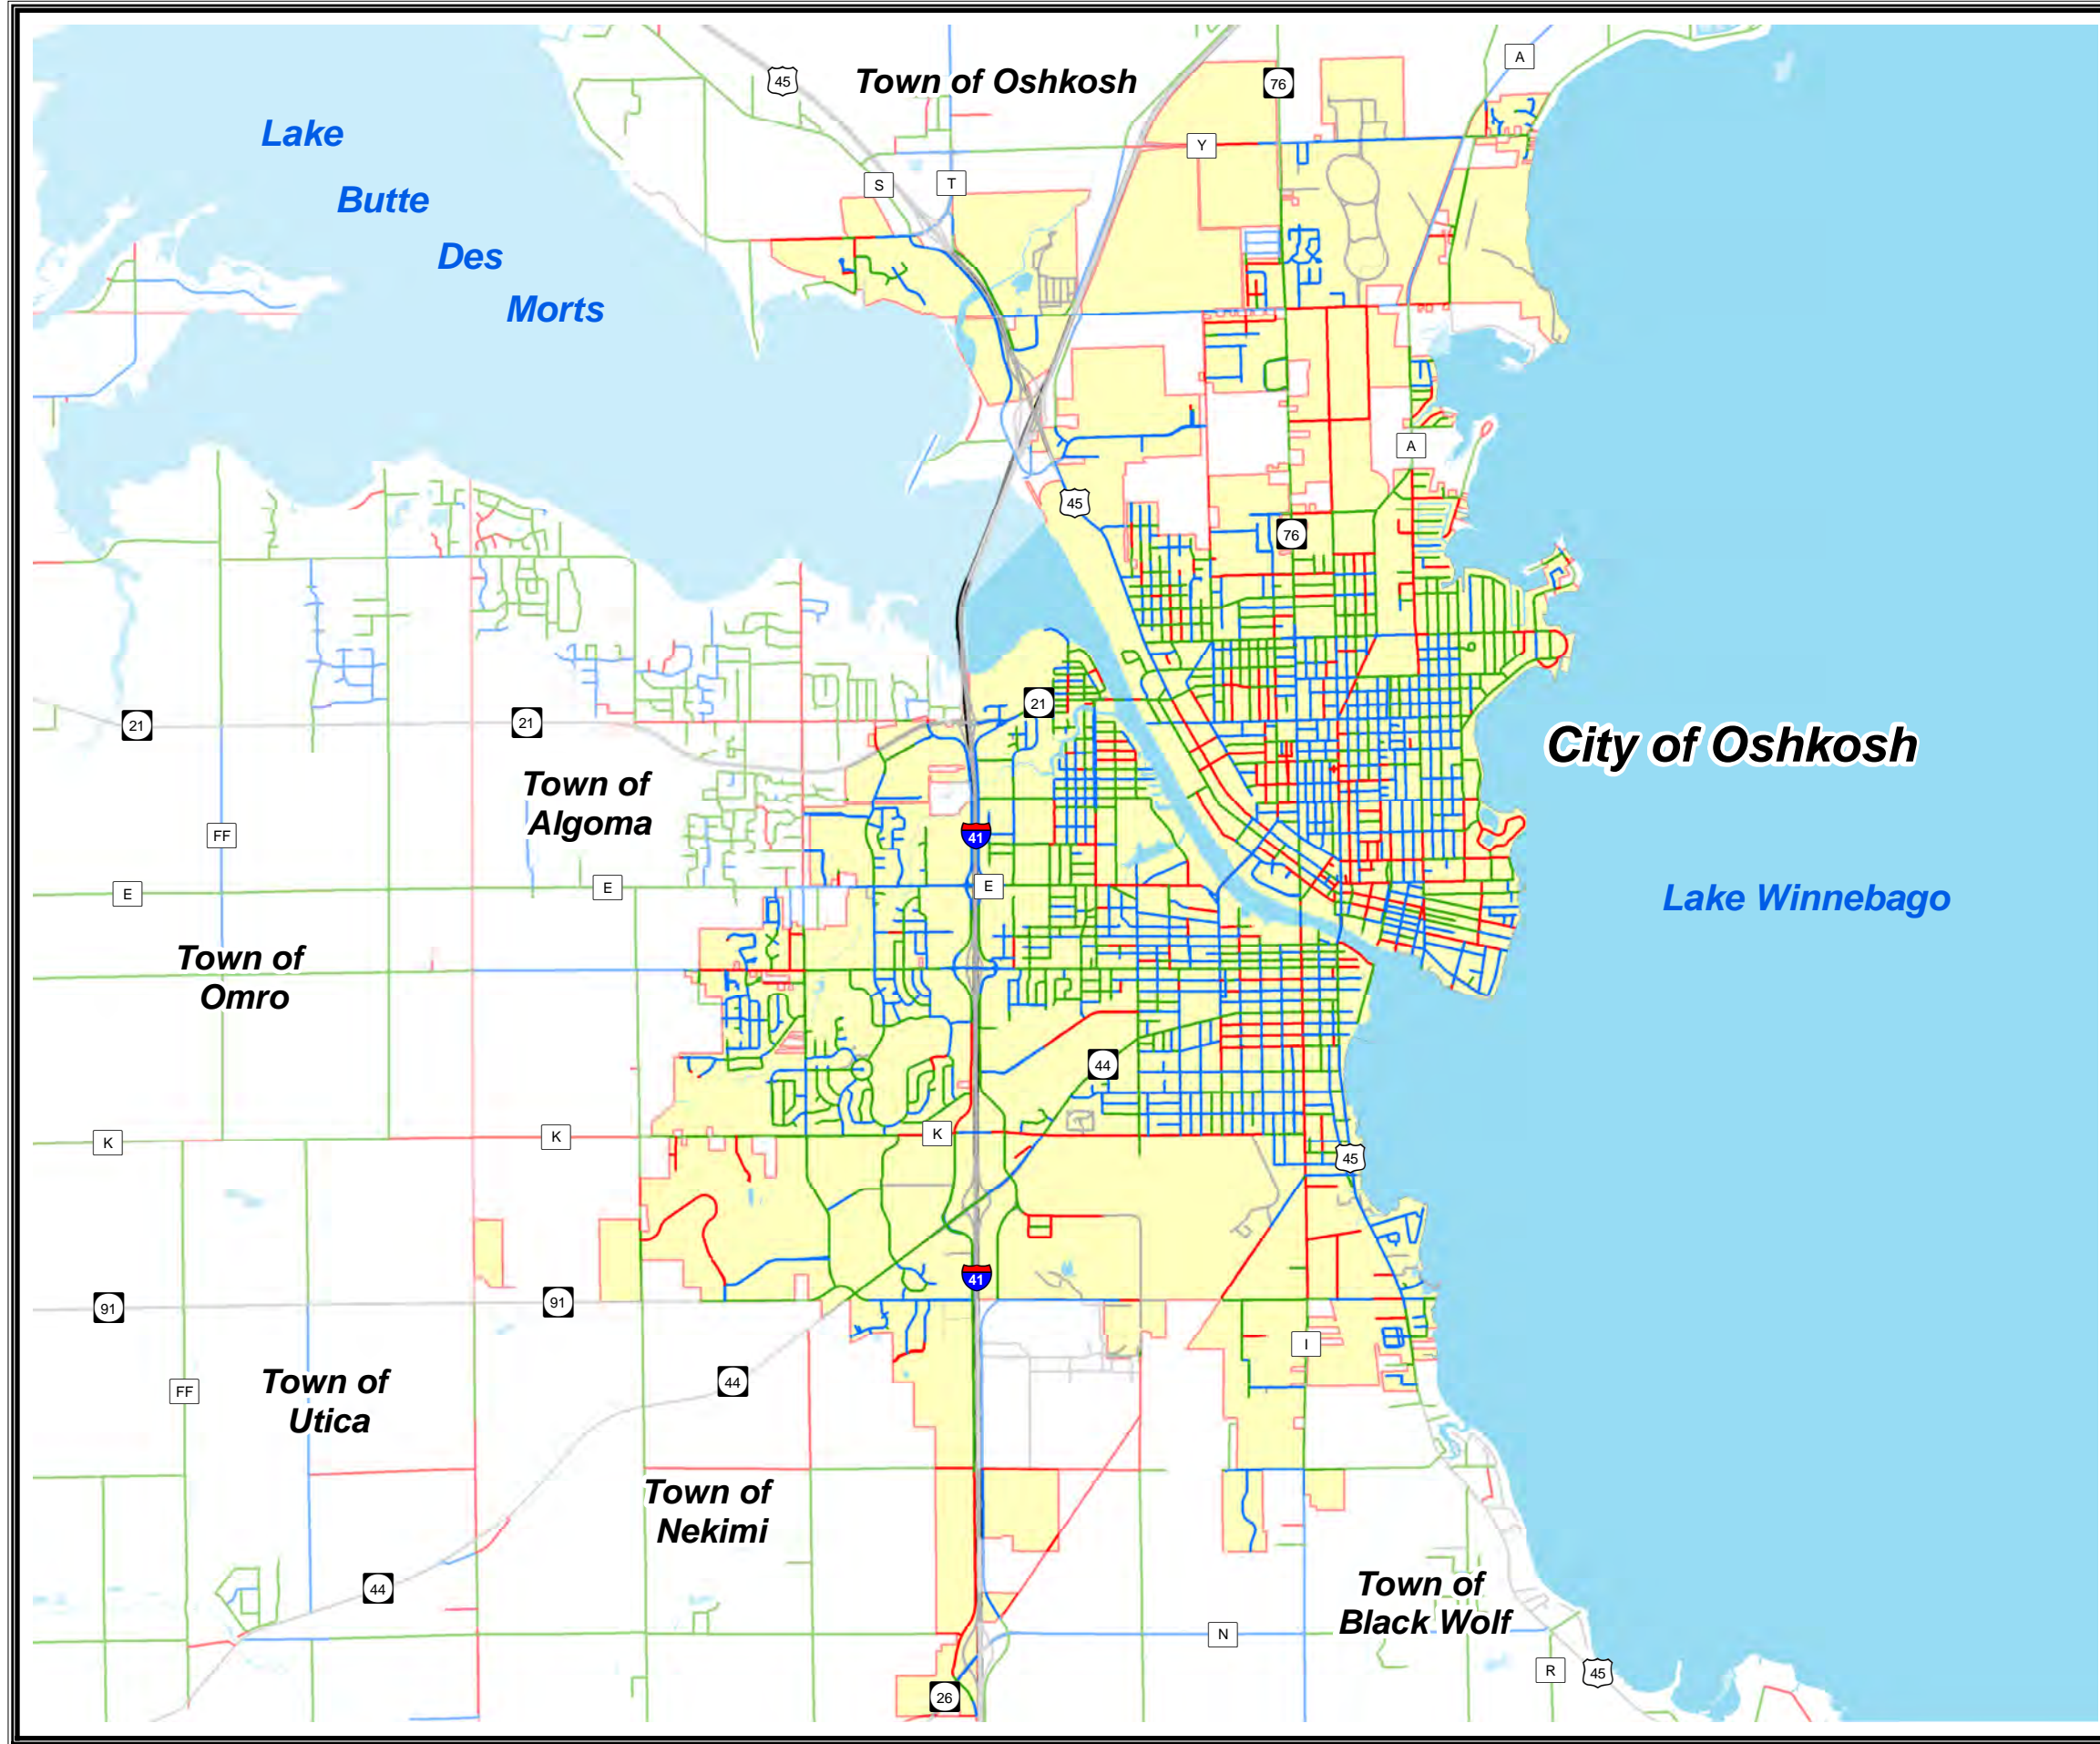 A
45
Town of Oshkosh
76
Lake
Y
S
T
Butte
Des
Morts
A
45
76
21
21
21
City of Oshkosh
Town of
Algoma
FF
41
E
E
E
Lake Winnebago
Town of
Omro
44
K
K
K
45
41
91
91
I
FF
44
Town of
Utica
Town of
Nekimi
44
Town of
Black Wolf
N
R
45
26